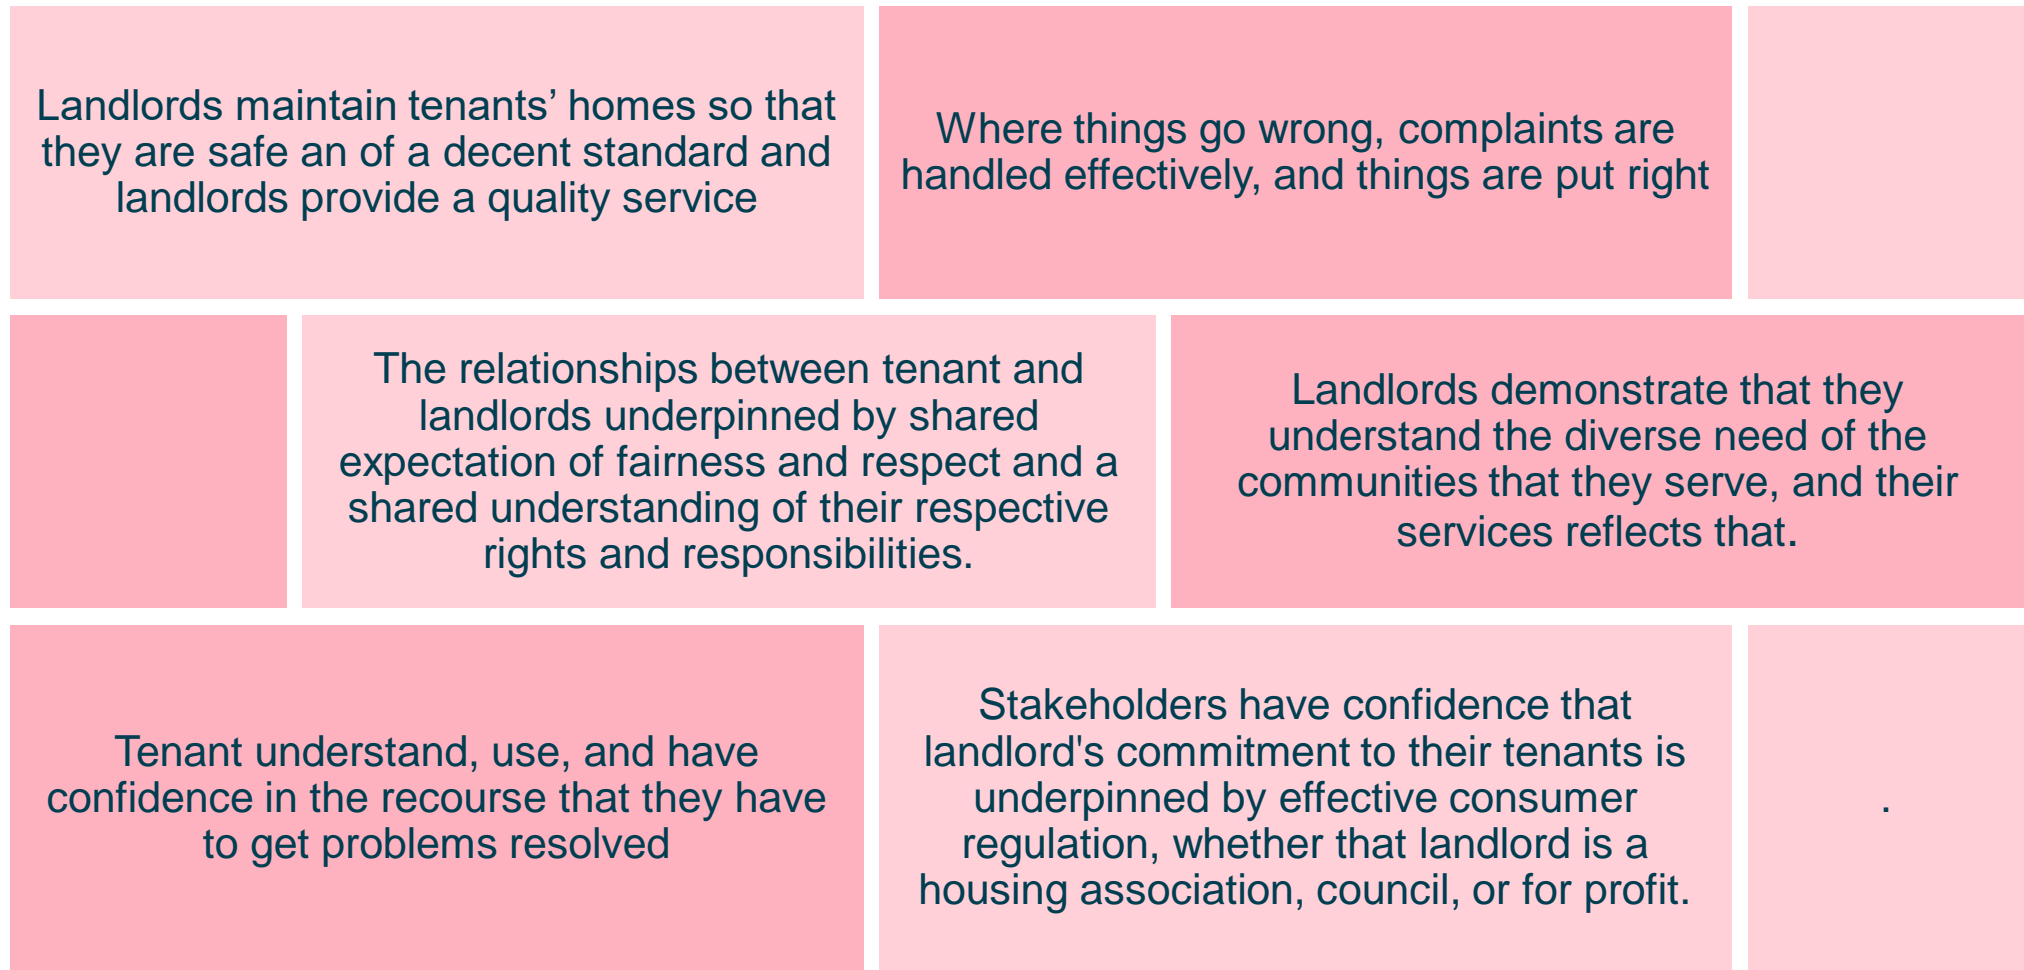 Landlords maintain tenants’ homes so that
they are safe an of a decent standard and
landlords provide a quality service
Where things go wrong, complaints are
handled effectively, and things are put right
The relationships between tenant and
landlords underpinned by shared
expectation of fairness and respect and a
shared understanding of their respective
rights and responsibilities.
Landlords demonstrate that they
understand the diverse need of the
communities that they serve, and their
services reflects that.
Tenant understand, use, and have
confidence in the recourse that they have
to get problems resolved
Stakeholders have confidence that
landlord's commitment to their tenants is
underpinned by effective consumer
regulation, whether that landlord is a
housing association, council, or for profit.
.